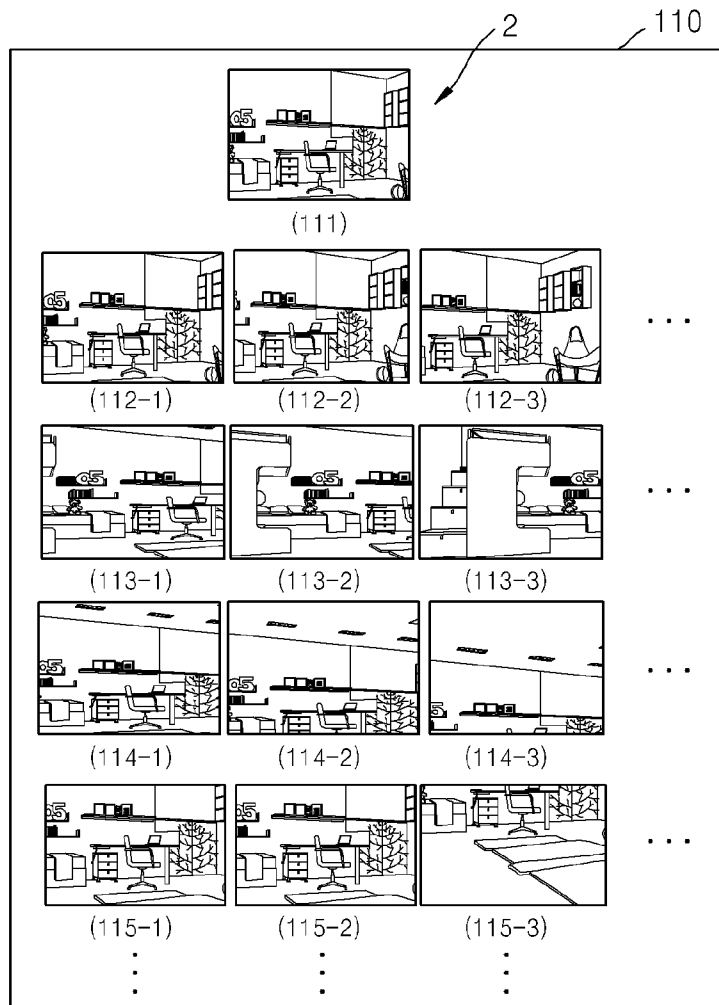 2
110
(111)
(112-1) (112-2) (112-3)
. . .
(113-1) (113-2) (113-3)
. . .
(114-1) (114-2) (114-3)
. . .
(115-1) (115-2) (115-3)
. . .